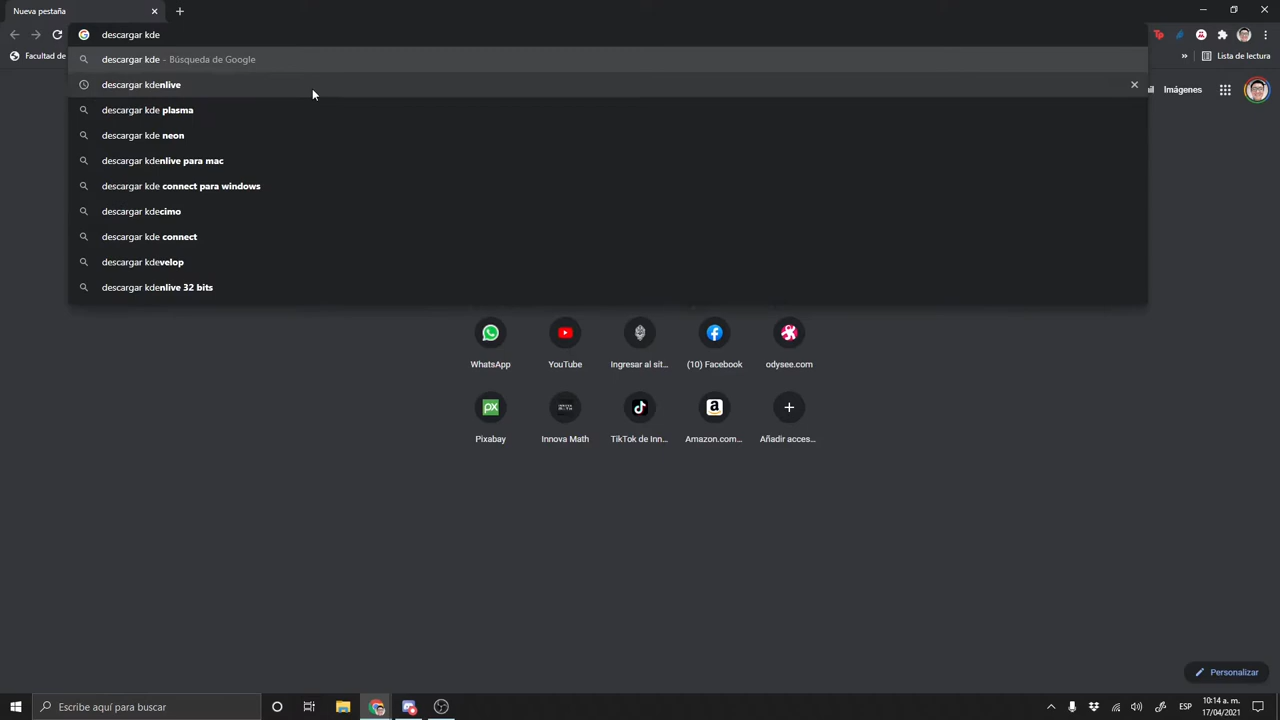 Nueva pestaña
descargar kde
Facultad de
Lista de lectura
descargar kde - Búsqueda de Google
descargar kdenlive
descargar kde plasma
descargar kde neon
descargar kdenlive para mac
descargar kde connect para windows
descargar kdecimo
descargar kde connect
descargar kdevelop
descargar kdenlive 32 bits
il Imágenes
WhatsApp
YouTube
Ingresar al sit...
(10) Facebook
odysee.com
Pixabay
Innova Math
TikTok de Inn...
Amazon.com...
Añadir acces...
Personalizar
Escribe aquí para buscar
ESP
10:14 a. m.
17/04/2021